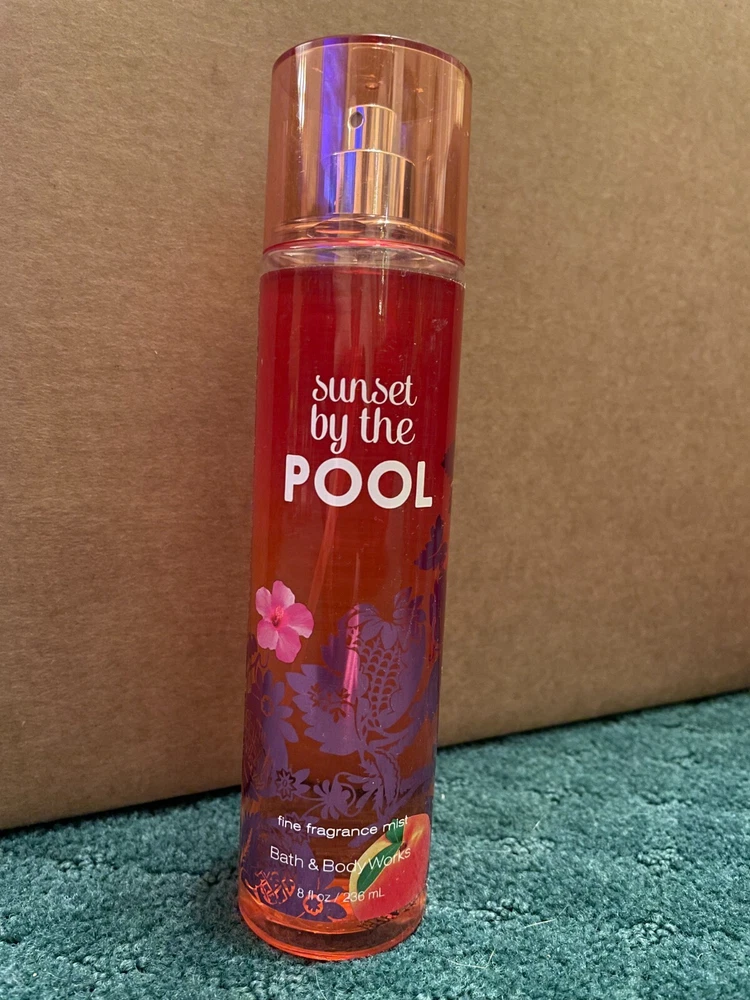 sunset
by the
POOL
fine fragrance mist
Bath & Body Works
8 fl oz / 236 mL